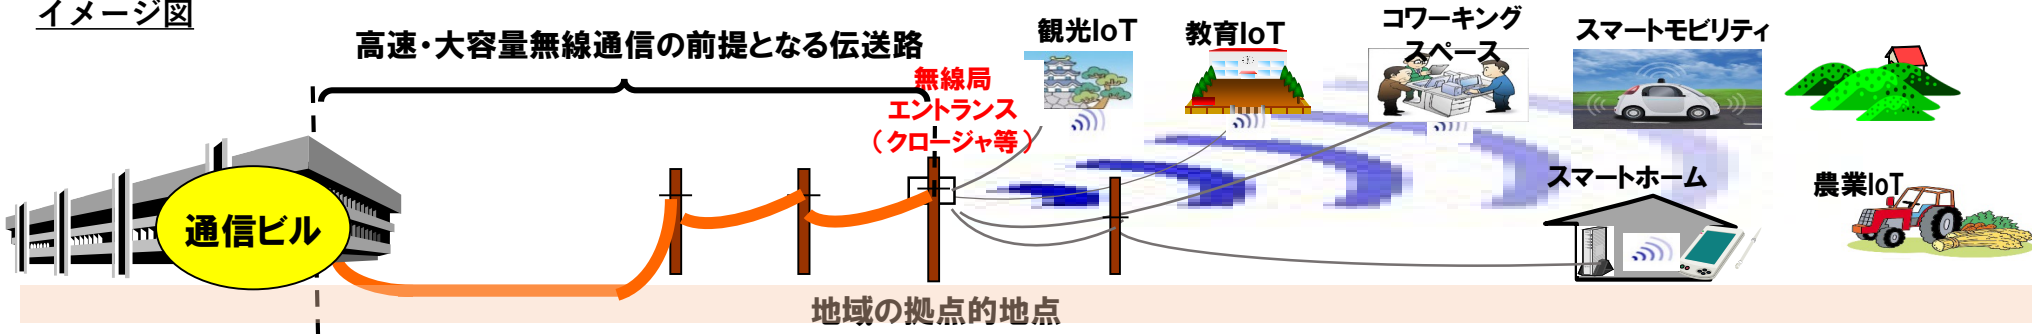 イメージ図
高速・大容量無線通信の前提となる伝送路
無線局
エントランス
（クロージャ等）
観光IoT
教育IoT
コワーキング
スペース
スマートモビリティ
通信ビル
スマートホーム
農業IoT
地域の拠点的地点